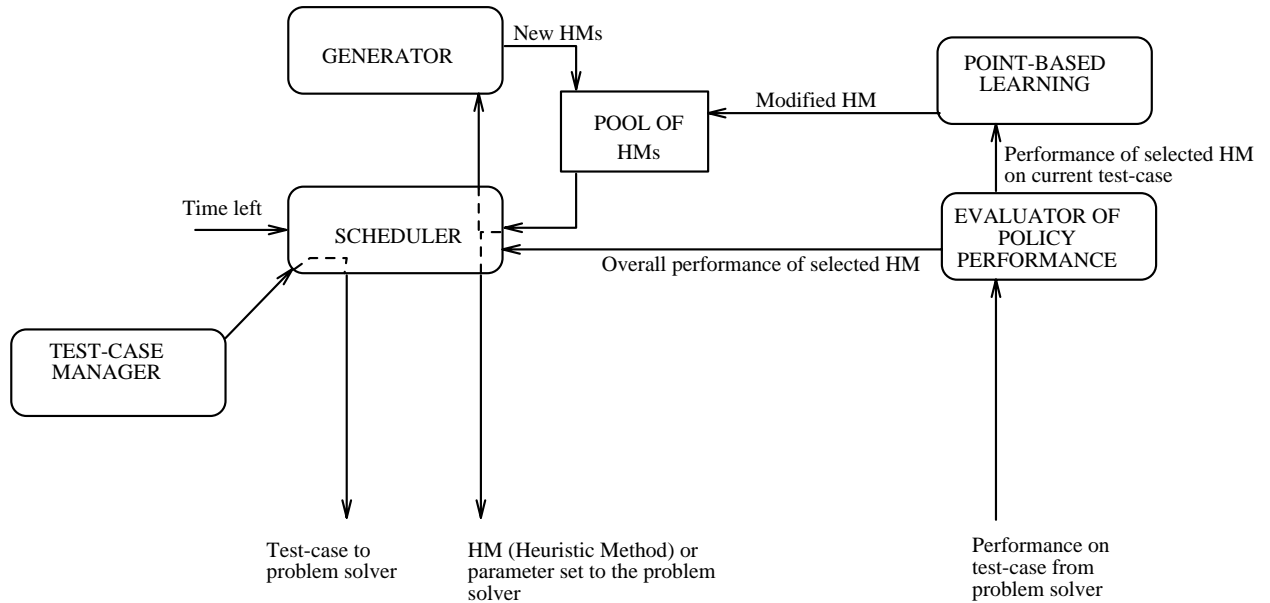 New HMs
GENERATOR
POINT-BASED
LEARNING
Modified HM
POOL OF
HMs
Performance of selected HM
on current test-case
Time left
SCHEDULER
EVALUATOR OF
POLICY
PERFORMANCE
Overall performance of selected HM
TEST-CASE
MANAGER
Test-case to
problem solver
HM (Heuristic Method) or
parameter set to the problem
solver
Performance on
test-case from
problem solver